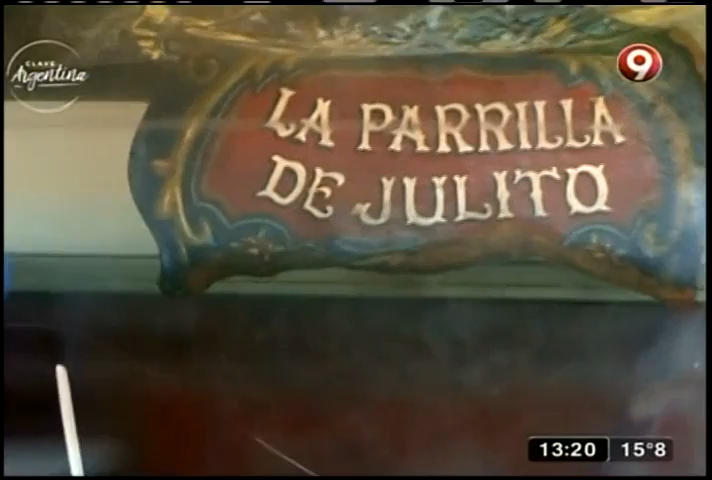 CLAVE
Argentina
9
LA PARRILLA
DE JULITO
13:20 15°8